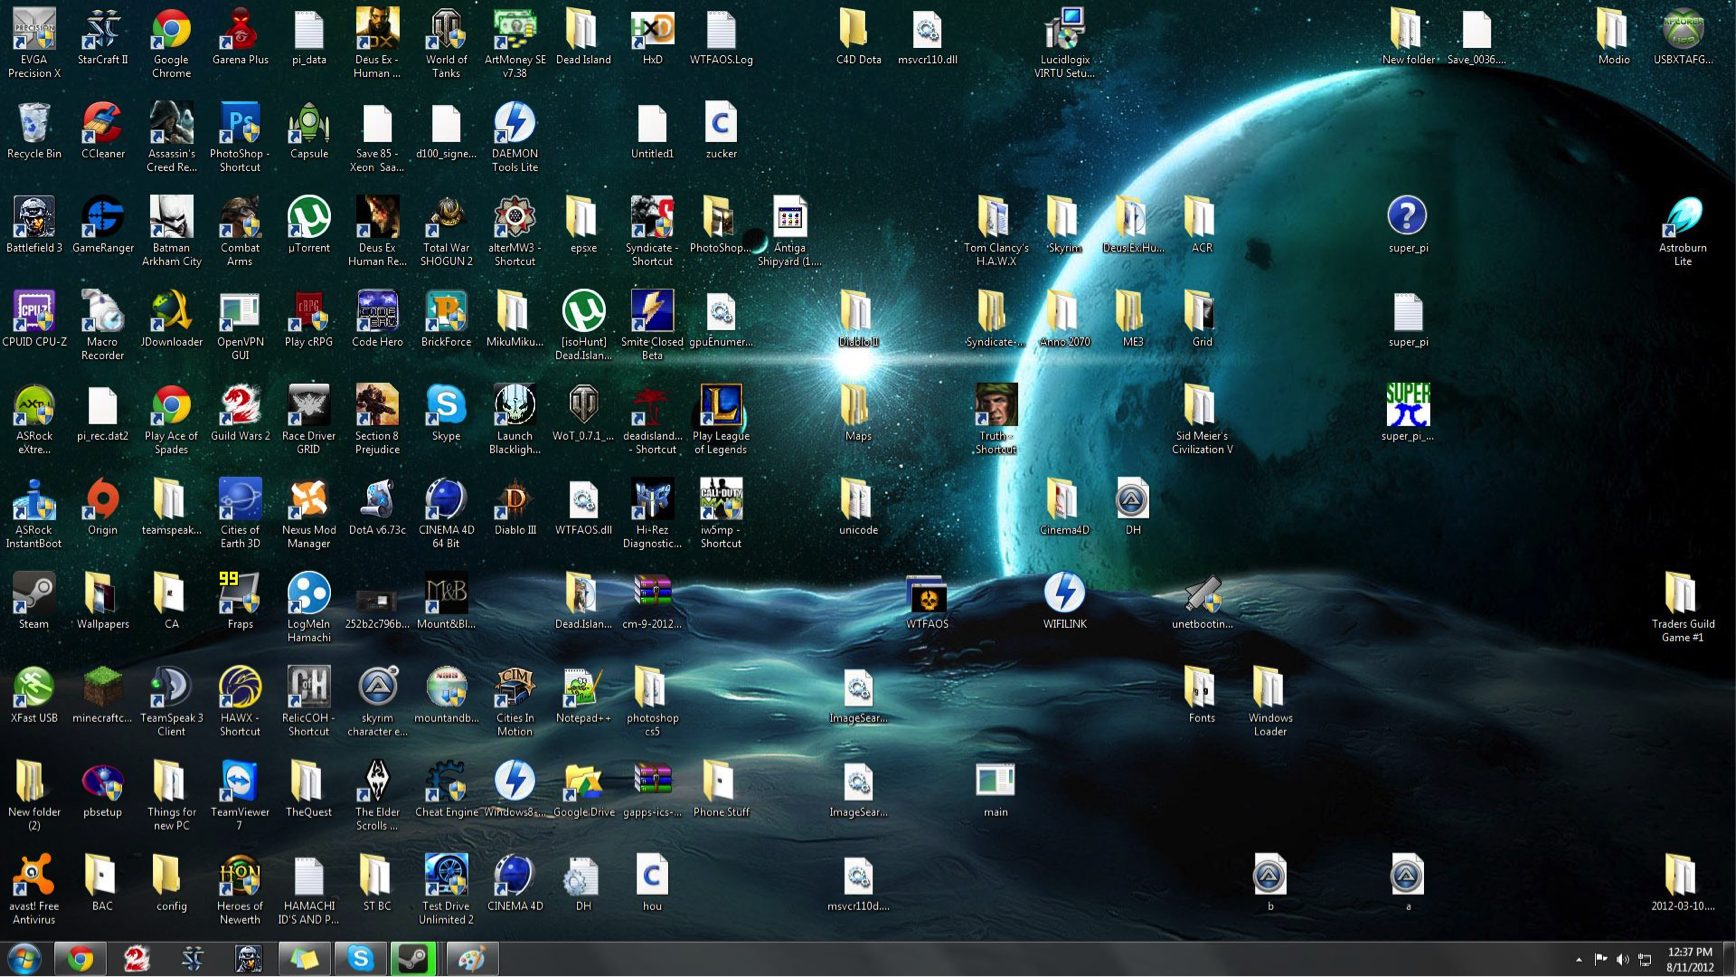 EVGA Precision X
StarCraft II
Google Chrome
Garena Plus
pi_data
Deus Ex - Human ...
World of Tanks
ArtMoney SE v7.38
Dead Island
HxD
WTFAOS.Log
C4D Dota
msvcr110.dll
Lucidlogix VIRTU Setu...
New folder
Save_0036....
Modio
USBXTAFG...
Recycle Bin
CCleaner
Assassin's Creed Re...
PhotoShop - Shortcut
Capsule
Save 85 - Xeon Saa...
d100_signe...
DAEMON Tools Lite
Untitled1
zucker
Battlefield 3
GameRanger
Batman Arkham City
Combat Arms
µTorrent
Deus Ex Human Re...
Total War SHOGUN 2
alterMW3 - Shortcut
epsxe
Syndicate - Shortcut
PhotoShop...
Antiga Shipyard (1....
Tom Clancy's H.A.W.X
Skyrim
Deus.Ex.Hu...
ACR
super_pi
Astroburn Lite
CPUID CPU-Z
Macro Recorder
JDownloader
OpenVPN GUI
Play cRPG
Code Hero
BrickForce
MikuMiku...
[isoHunt] Dead.Islan...
Smite Closed Beta
gpuEnumer...
Diablo II
Syndicate-...
Anno 2070
ME3
Grid
super_pi
ASRock eXtre...
pi_rec.dat2
Play Ace of Spades
Guild Wars 2
Race Driver GRID
Section 8 Prejudice
Skype
Launch Blackligh...
WoT_0.7.1_...
deadisland... - Shortcut
Play League of Legends
Maps
Truth - Shortcut
Sid Meier's Civilization V
super_pi_...
ASRock InstantBoot
Origin
teamspeak...
Cities of Earth 3D
Nexus Mod Manager
DotA v6.73c
CINEMA 4D 64 Bit
Diablo III
WTFAOS.dll
Hi-Rez Diagnostic...
iw5mp - Shortcut
unicode
Cinema4D
DH
Steam
Wallpapers
CA
99
Fraps
LogMeIn Hamachi
252b2c796b...
Mount&Bl...
Dead.Islan...
cm-9-2012...
WTFAOS
WIFILINK
unetbootin...
Traders Guild Game #1
XFast USB
minecraftc...
TeamSpeak 3 Client
HAWX - Shortcut
RelicCOH - Shortcut
skyrim character e...
mountandb...
Cities In Motion
Notepad++
photoshop cs5
ImageSear...
Fonts
Windows Loader
New folder (2)
pbsetup
Things for new PC
TeamViewer 7
TheQuest
The Elder Scrolls ...
Cheat Engine
Windows8-...
Google Drive
gapps-ics-...
Phone Stuff
ImageSear...
main
avast! Free Antivirus
BAC
config
Heroes of Newerth
HAMACHI ID'S AND P...
ST BC
Test Drive Unlimited 2
CINEMA 4D
DH
hou
msvcr110d....
b
a
2012-03-10....
12:37 PM
8/11/2012